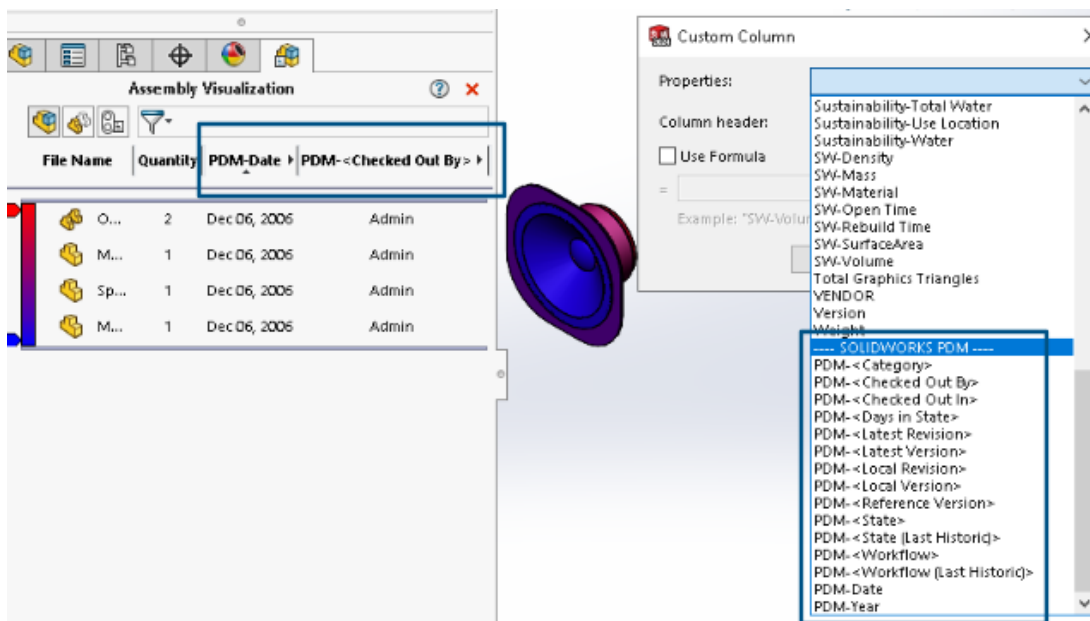 Assembly Visualization
File Name Quantity PDM-Date PDM-<Checked Out By>
O... 2 Dec 06, 2006 Admin
M... 1 Dec 06, 2006 Admin
Sp... 1 Dec 06, 2006 Admin
M... 1 Dec 06, 2006 Admin
Custom Column
Properties:
Column header:
Use Formula
=
Example: "SW-Volu
Sustainability-Total Water
Sustainability-Use Location
Sustainability-Water
SW-Density
SW-Mass
SW-Material
SW-Open Time
SW-Rebuild Time
SW-SurfaceArea
SW-Volume
Total Graphics Triangles
VENDOR
Version
Weight
---- SOLIDWORKS PDM ----
PDM-<Category>
PDM-<Checked Out By>
PDM-<Checked Out In>
PDM-<Days in State>
PDM-<Latest Revision>
PDM-<Latest Version>
PDM-<Local Revision>
PDM-<Local Version>
PDM-<Reference Version>
PDM-<State>
PDM-<State (Last Historic)>
PDM-<Workflow>
PDM-<Workflow (Last Historic)>
PDM-Date
PDM-Year